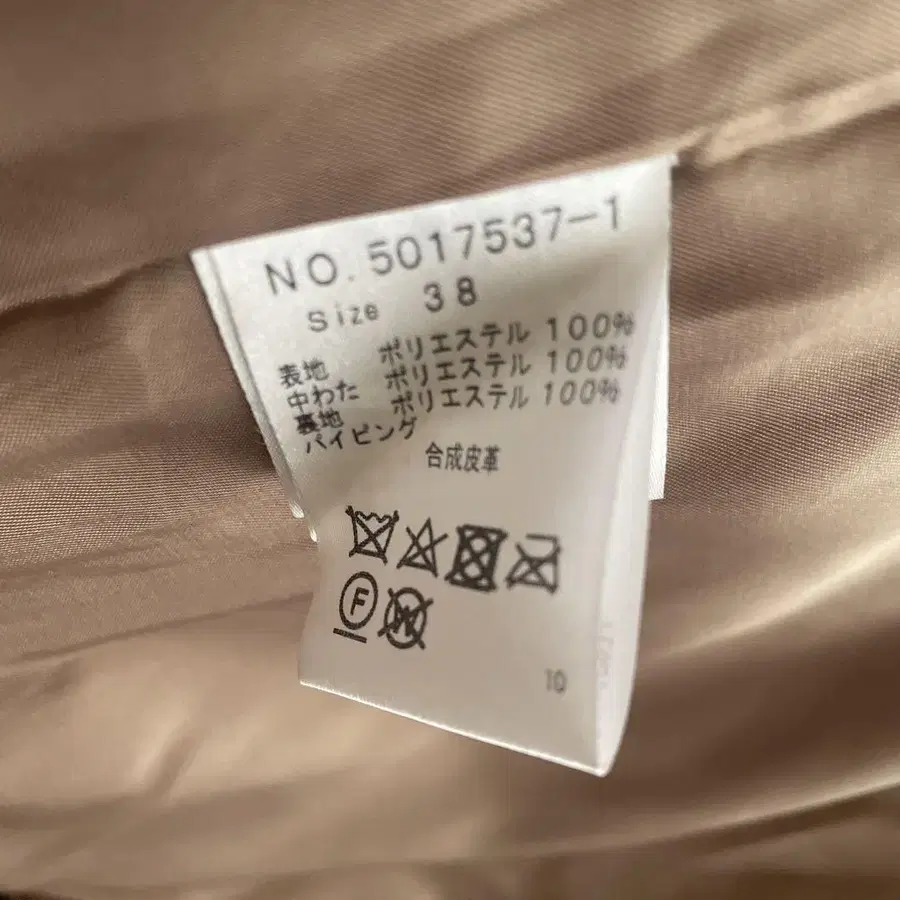 NO. 5017537-1
Size 38
表地 ポリエステル 100%
中わた ポリエステル 100%
裏地 ポリエステル 100%
パイピング
合成皮革
F W
10